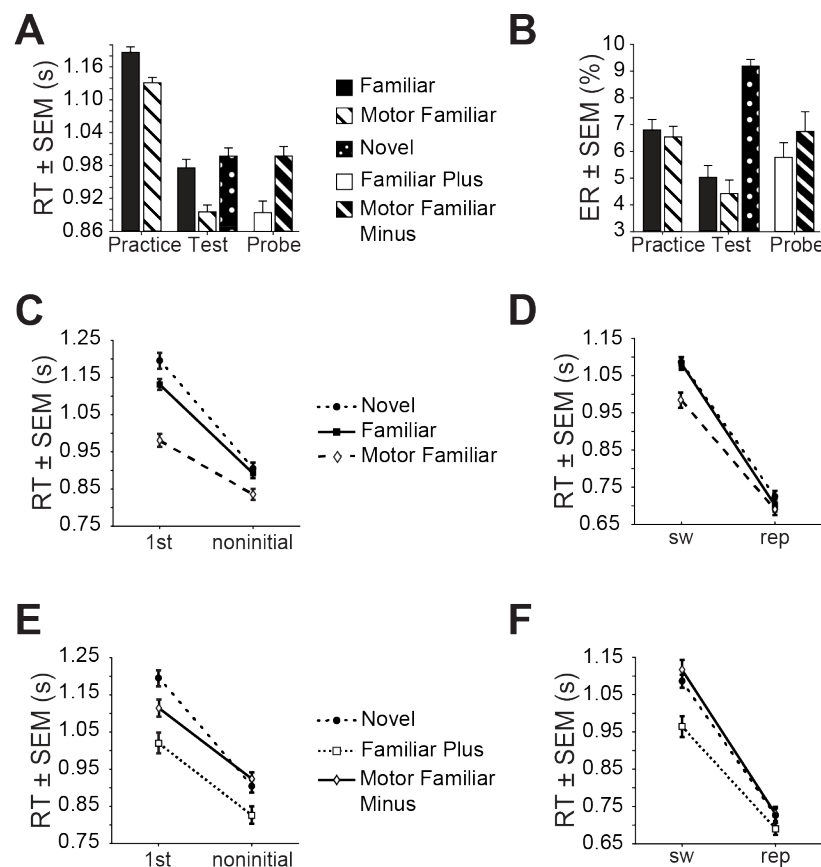 A
RT ± SEM (s)
1.16
1.10
1.04
0.98
0.92
0.86
Practice Test Probe
Familiar
Motor Familiar
Novel
Familiar Plus
Motor Familiar
Minus
B
ER ± SEM (%)
10
9
8
7
6
5
4
3
Practice Test Probe
C
RT ± SEM (s)
1.25
1.15
1.05
0.95
0.85
0.75
1st noninitial
Novel
Familiar
Motor Familiar
D
RT ± SEM (s)
1.15
1.05
0.95
0.85
0.75
0.65
sw rep
E
RT ± SEM (s)
1.25
1.15
1.05
0.95
0.85
0.75
1st noninitial
Novel
Familiar Plus
Motor Familiar
Minus
F
RT ± SEM (s)
1.15
1.05
0.95
0.85
0.75
0.65
sw rep